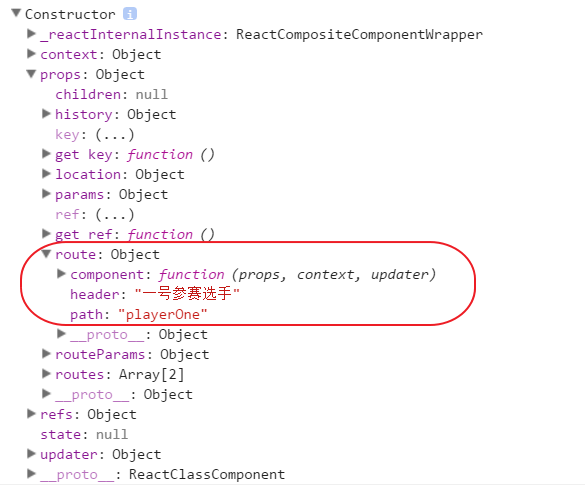 Constructor i
_reactInternalInstance: ReactCompositeComponentWrapper
context: Object
props: Object
children: null
history: Object
key: (...)
get key: function ()
location: Object
params: Object
ref: (...)
get ref: function ()
route: Object
component: function (props, context, updater)
header: "一号参赛选手"
path: "playerOne"
__proto__: Object
routeParams: Object
routes: Array[2]
__proto__: Object
refs: Object
state: null
updater: Object
__proto__: ReactClassComponent